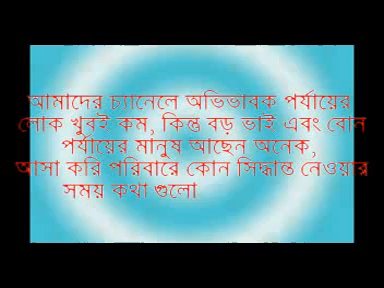 আমাদের চ্যানেলে অভিভাবক পর্যায়ের
লোক খুবই কম, কিন্তু বড় ভাই এবং বোন
পর্যায়ের মানুষ আছেন অনেক,
আসা করি পরিবারে কোন সিদ্ধান্ত নেওয়ার
সময় কথা গুলো